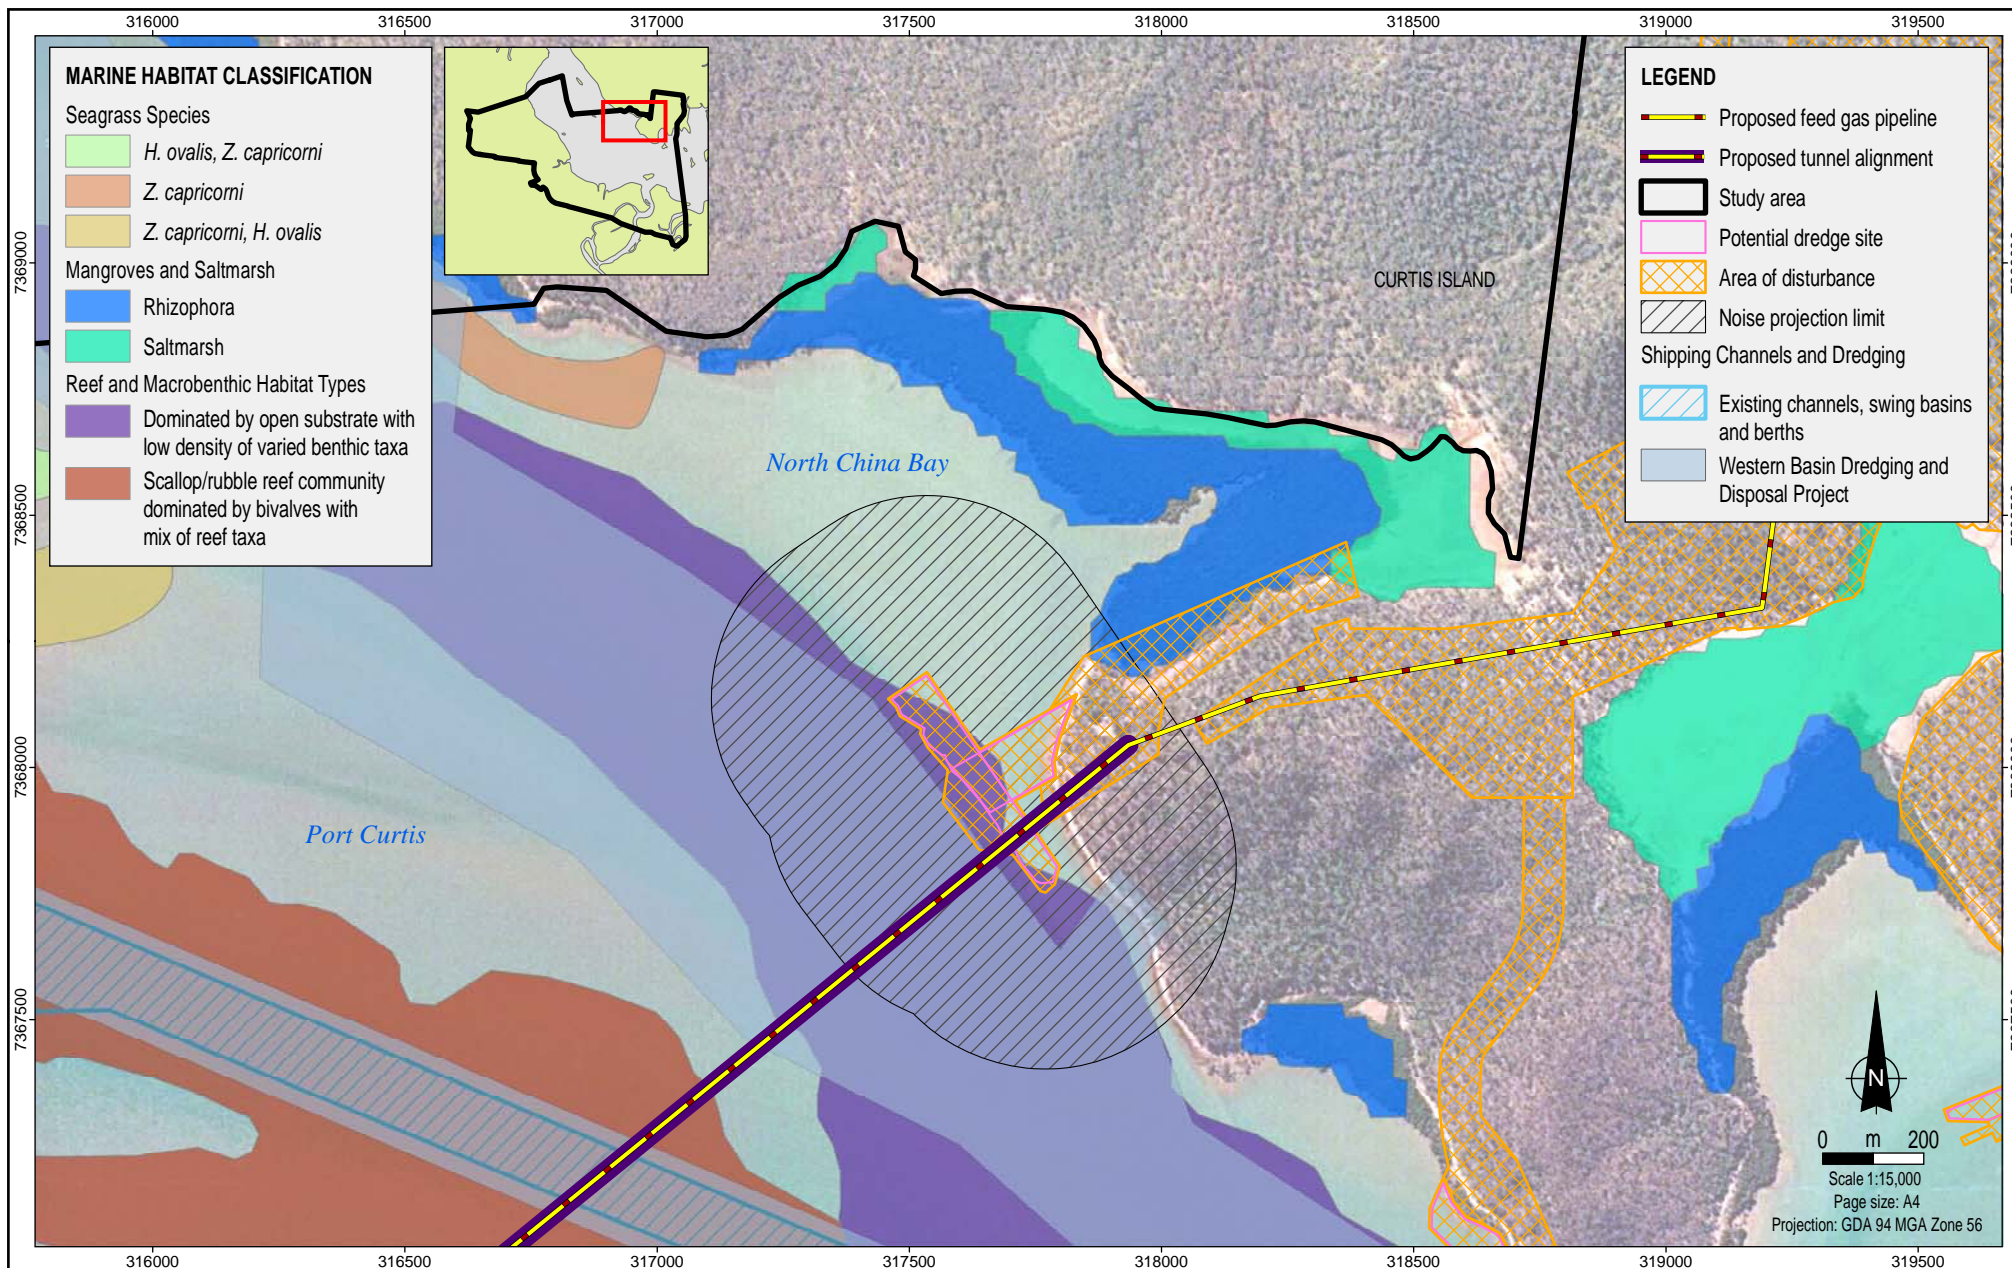 316000
316500
317000
317500
318000
318500
319000
319500
MARINE HABITAT CLASSIFICATION
Seagrass Species
H. ovalis, Z. capricorni
Z. capricorni
Z. capricorni, H. ovalis
Mangroves and Saltmarsh
Rhizophora
Saltmarsh
Reef and Macrobenthic Habitat Types
Dominated by open substrate with
low density of varied benthic taxa
Scallop/rubble reef community
dominated by bivalves with
mix of reef taxa
LEGEND
Proposed feed gas pipeline
Proposed tunnel alignment
Study area
Potential dredge site
Area of disturbance
Noise projection limit
Shipping Channels and Dredging
Existing channels, swing basins
and berths
Western Basin Dredging and
Disposal Project
7369000
7368500
7368000
7367500
CURTIS ISLAND
North China Bay
Port Curtis
N
0 m 200
Scale 1:15,000
Page size: A4
Projection: GDA 94 MGA Zone 56
316000
316500
317000
317500
318000
318500
319000
319500